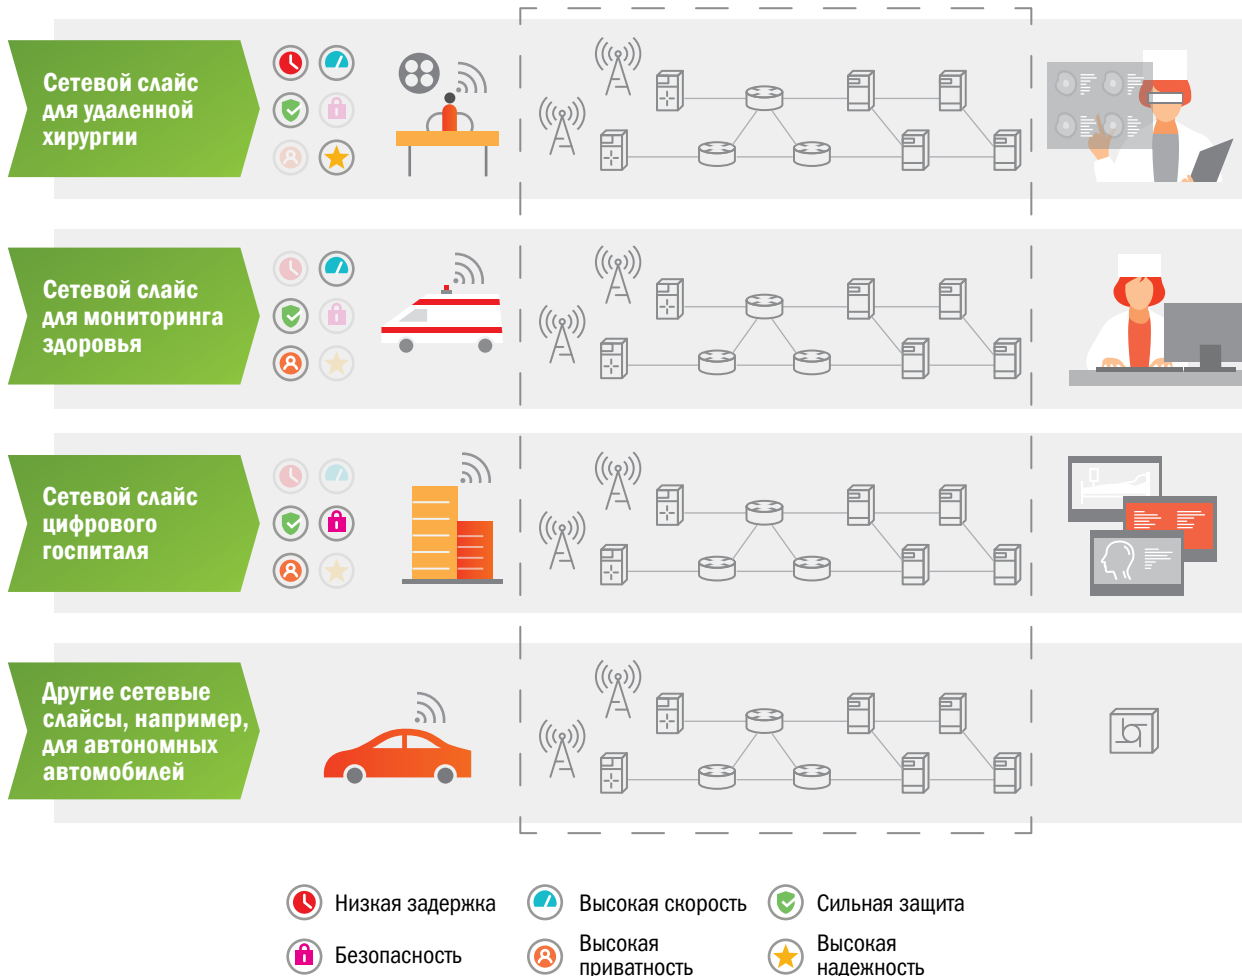 Сетевой слайс
для удаленной
хирургии
Сетевой слайс
для мониторинга
здоровья
Сетевой слайс
цифрового
госпиталя
Другие сетевые
слайсы, например,
для автономных
автомобилей
Низкая задержка
Высокая скорость
Сильная защита
Безопасность
Высокая
приватность
Высокая
надежность